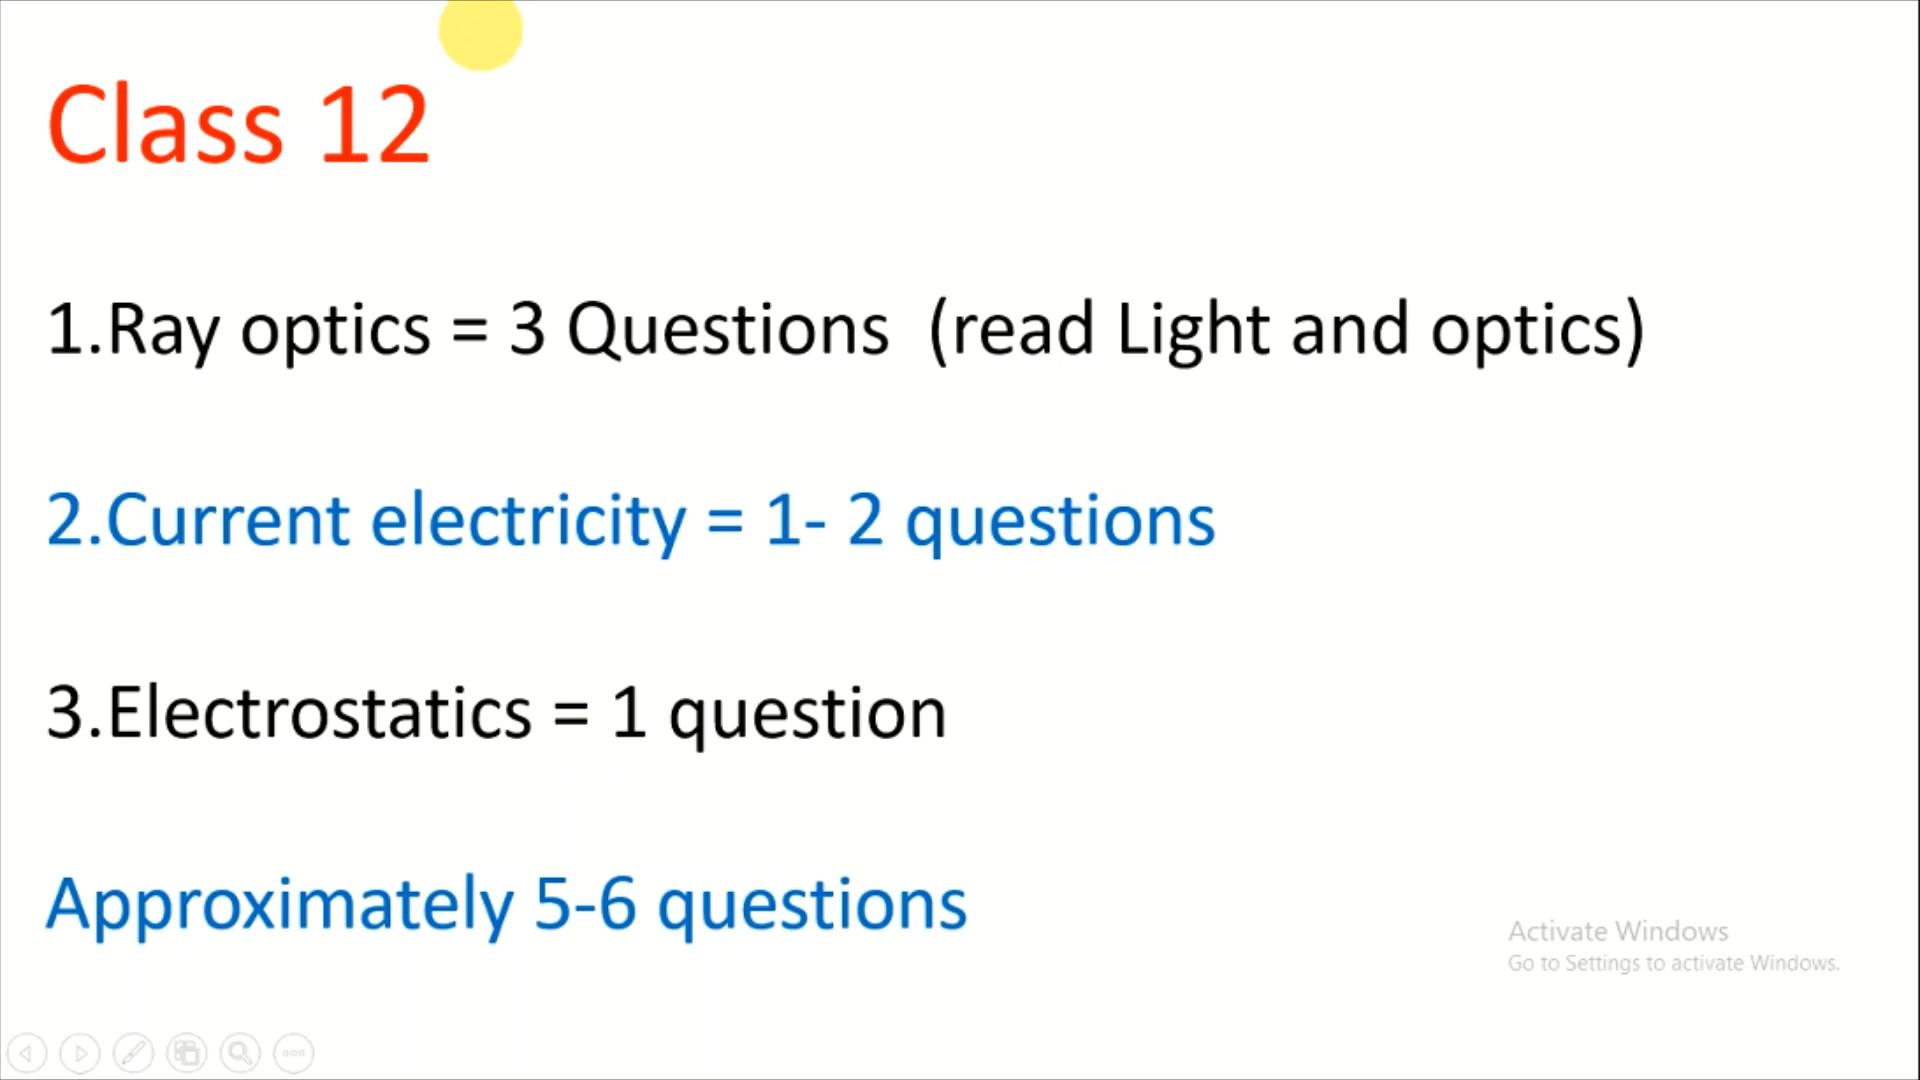 Class 12
1.Ray optics = 3 Questions  (read Light and optics)
2.Current electricity = 1- 2 questions
3.Electrostatics = 1 question
Approximately 5-6 questions
Activate Windows
Go to Settings to activate Windows.